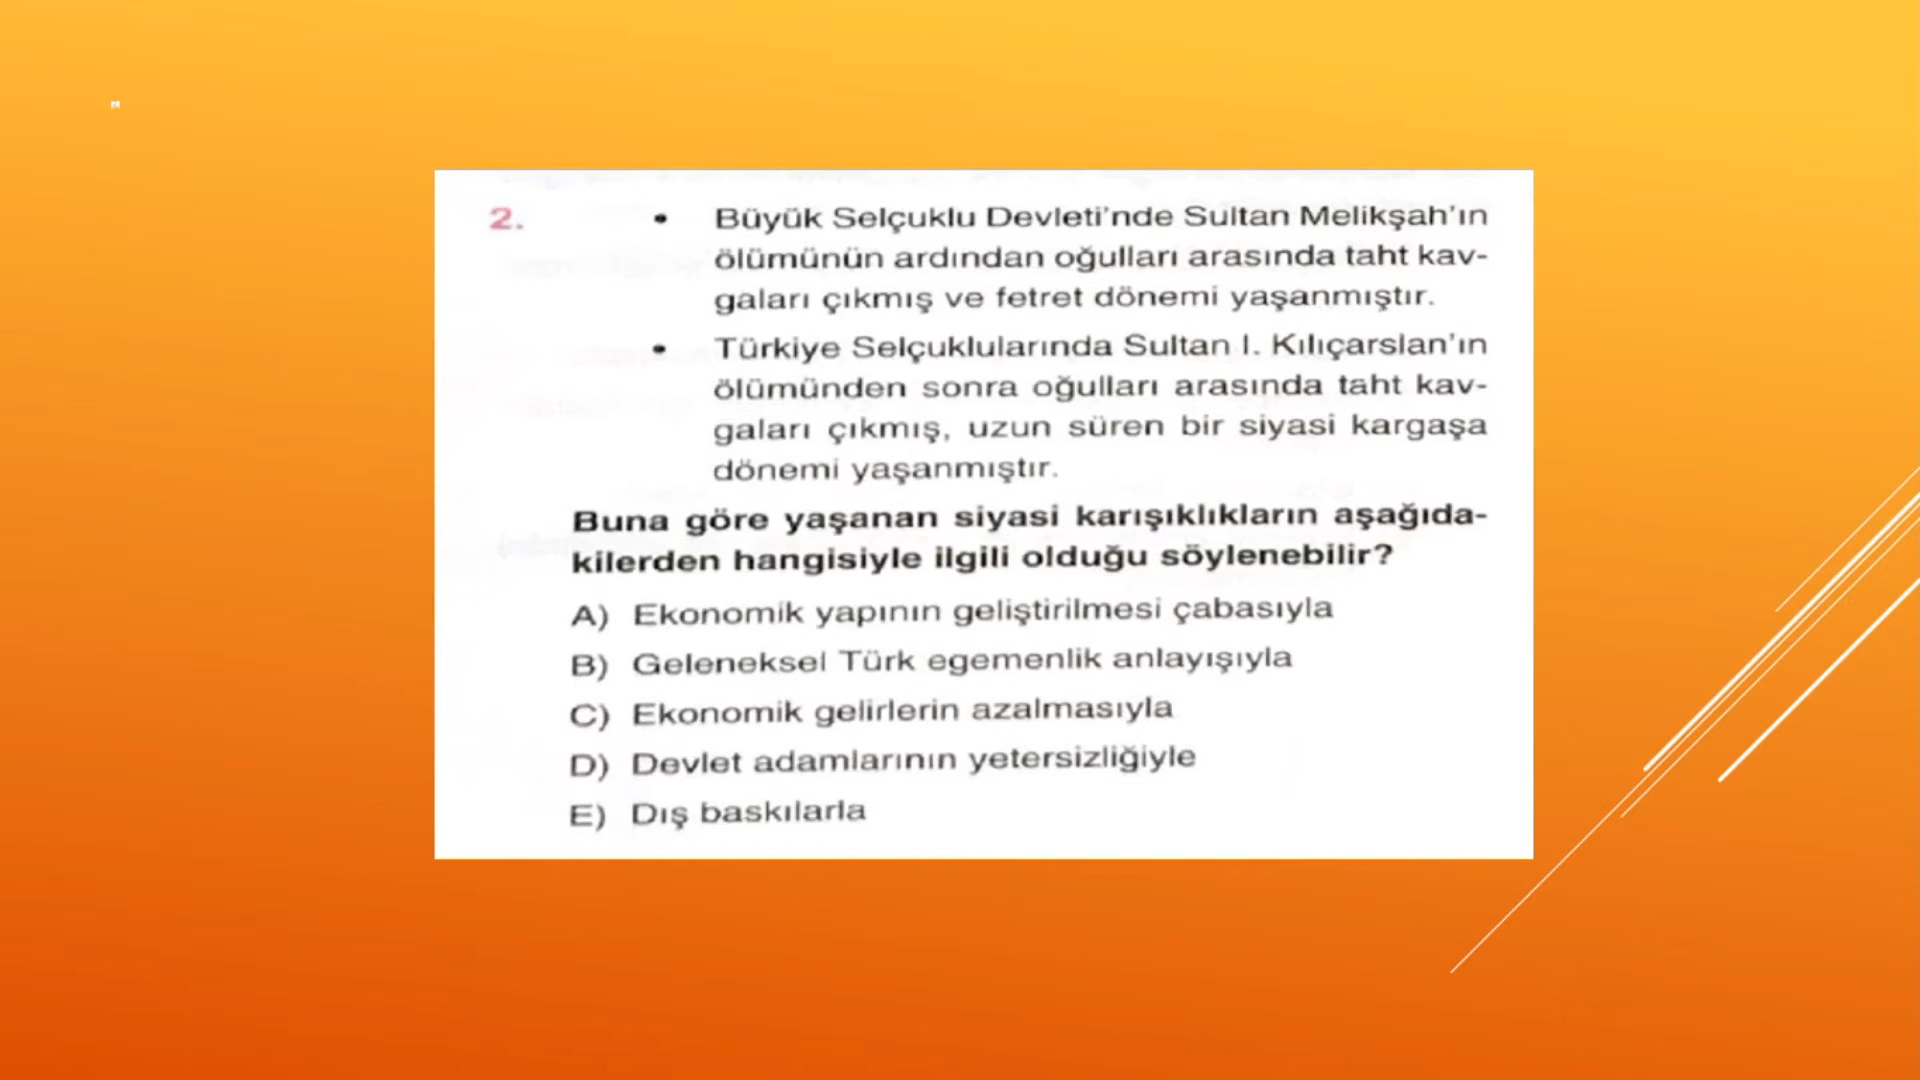 2.
• Büyük Selçuklu Devleti'nde Sultan Melikşah'ın
ölümünün ardından oğulları arasında taht kav-
gaları çıkmış ve fetret dönemi yaşanmıştır.
• Türkiye Selçuklularında Sultan I. Kılıçarslan'ın
ölümünden sonra oğulları arasında taht kav-
gaları çıkmış, uzun süren bir siyasi kargaşa
dönemi yaşanmıştır.
Buna göre yaşanan siyasi karışıklıkların aşağıda-
kilerden hangisiyle ilgili olduğu söylenebilir?
A) Ekonomik yapının geliştirilmesi çabasıyla
B) Geleneksel Türk egemenlik anlayışıyla
C) Ekonomik gelirlerin azalmasıyla
D) Devlet adamlarının yetersizliğiyle
E) Dış baskılarla